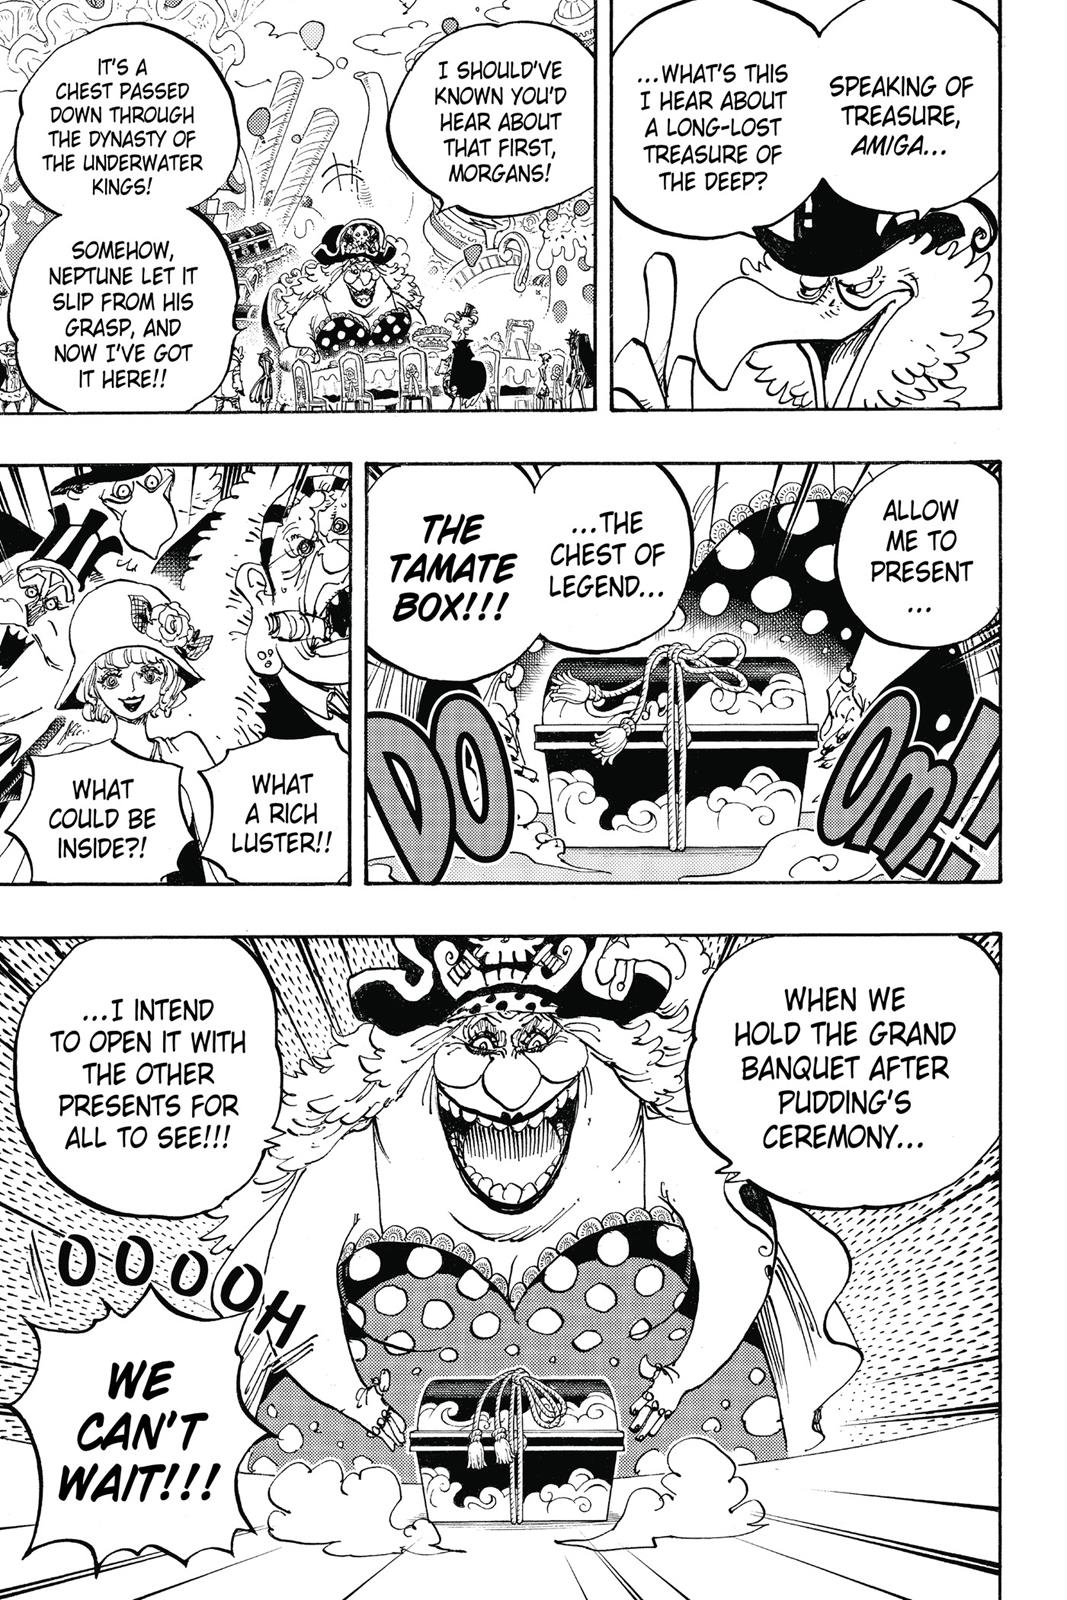 SPEAKING OF
TREASURE,
AMIGA...
...WHAT'S THIS
I HEAR ABOUT
A LONG-LOST
TREASURE OF
THE DEEP?
I SHOULD'VE
KNOWN YOU'D
HEAR ABOUT
THAT FIRST,
MORGANS!
IT'S A
CHEST PASSED
DOWN THROUGH
THE DYNASTY OF
THE UNDERWATER
KINGS!
SOMEHOW,
NEPTUNE LET IT
SLIP FROM HIS
GRASP, AND
NOW I'VE GOT
IT HERE!!
ALLOW
ME TO
PRESENT
...
...THE
CHEST OF
LEGEND...
THE
TAMATE
BOX!!!
DO
OM!!
WHAT
A RICH
LUSTER!!
WHAT
COULD BE
INSIDE?!
WHEN WE
HOLD THE GRAND
BANQUET AFTER
PUDDING'S
CEREMONY...
...I INTEND
TO OPEN IT WITH
THE OTHER
PRESENTS FOR
ALL TO SEE!!!
OOOOH
WE
CAN'T
WAIT!!!